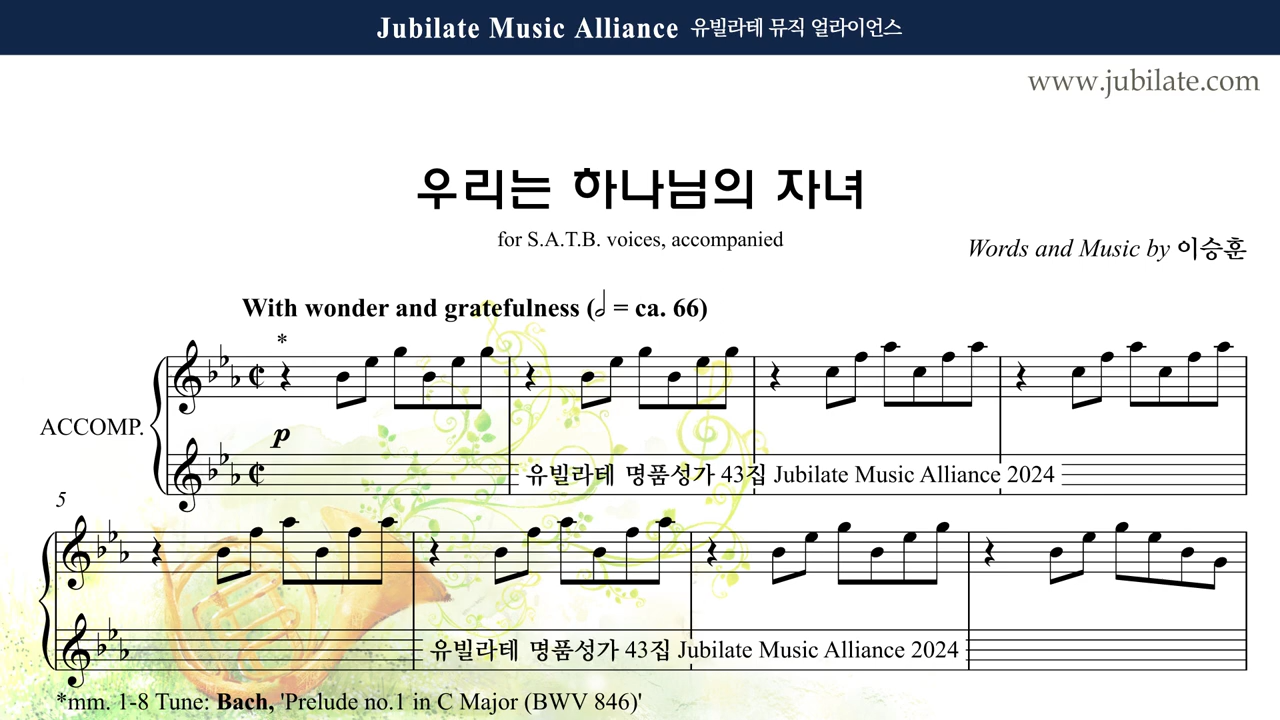 Jubilate Music Alliance 유빌라테 뮤직 얼라이언스
www.jubilate.com
우리는 하나님의 자녀
for S.A.T.B. voices, accompanied
Words and Music by 이승훈
With wonder and gratefulness (𝅗𝅥 = ca. 66)
*
ACCOMP.
p
유빌라테 명품성가 43집 Jubilate Music Alliance 2024
5
유빌라테 명품성가 43집 Jubilate Music Alliance 2024
*mm. 1-8 Tune: Bach, 'Prelude no.1 in C Major (BWV 846)'